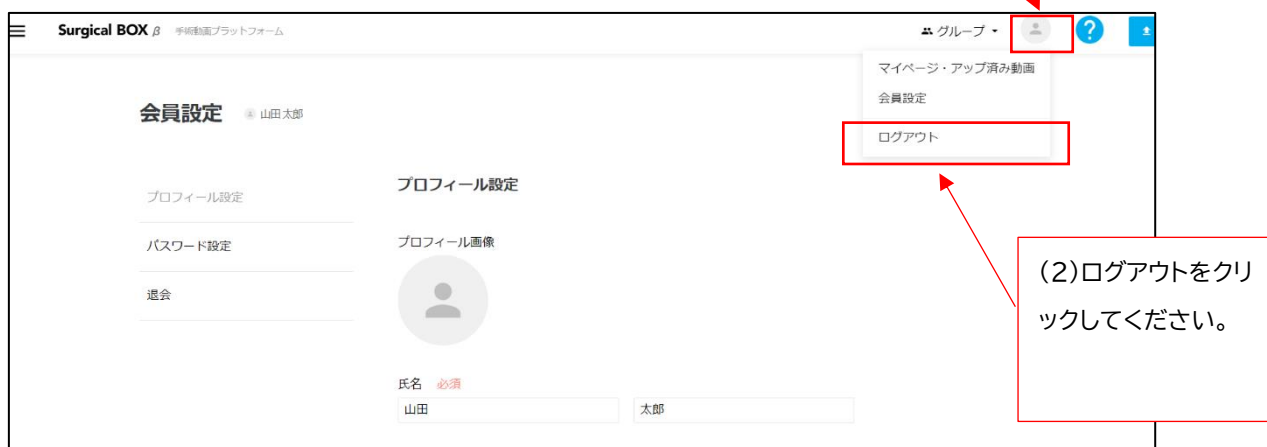 Surgical BOX β 手術動画プラットフォーム
グループ
?
マイページ・アップ済み動画
会員設定
ログアウト
会員設定 山田 太郎
プロフィール設定
パスワード設定
退会
プロフィール設定
プロフィール画像
氏名 必須
山田 太郎
(2)ログアウトをクリ
ックしてください。